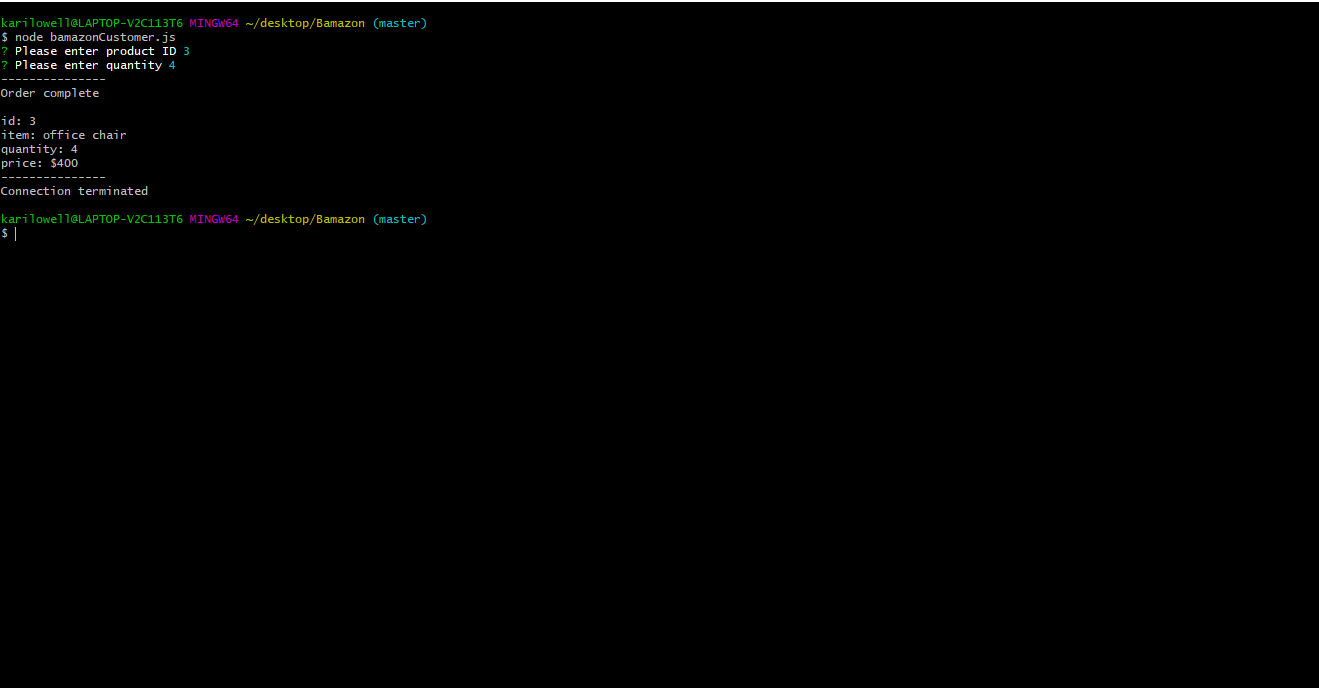 karilowell@LAPTOP-V2C113T6 MINGW64 ~/desktop/Bamazon (master)
$ node bamazonCustomer.js
? Please enter product ID 3
? Please enter quantity 4
---------------
Order complete
id: 3
item: office chair
quantity: 4
price: $400
---------------
Connection terminated
karilowell@LAPTOP-V2C113T6 MINGW64 ~/desktop/Bamazon (master)
$